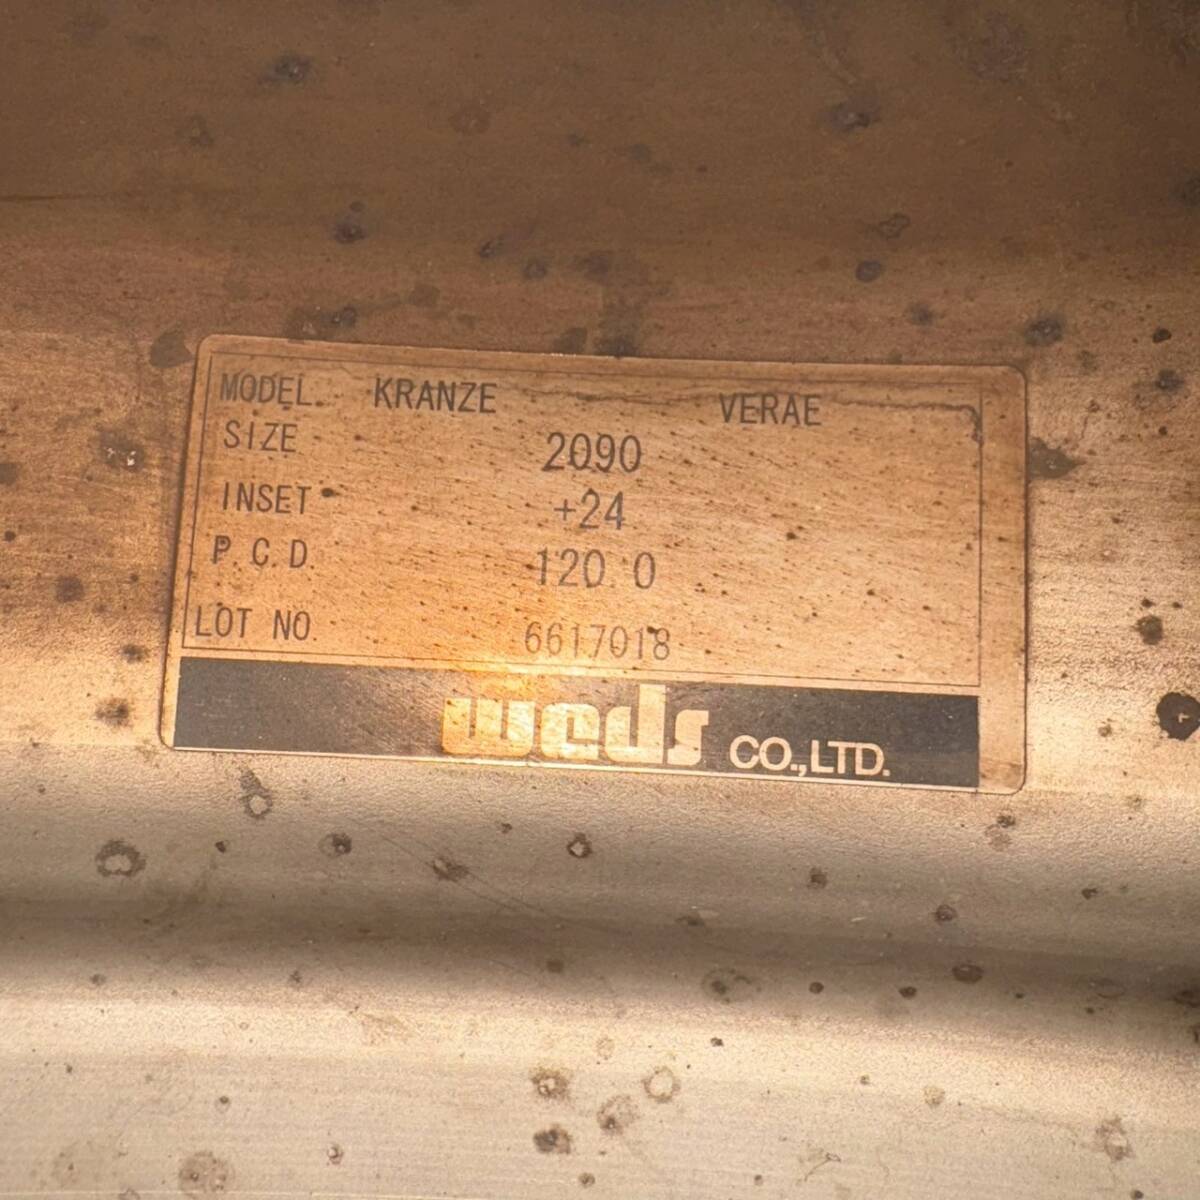 MODEL. KRANZE VERAE
SIZE 2090
INSET +24
P.C.D. 120.0
LOT NO. 6617018
weds CO.,LTD.